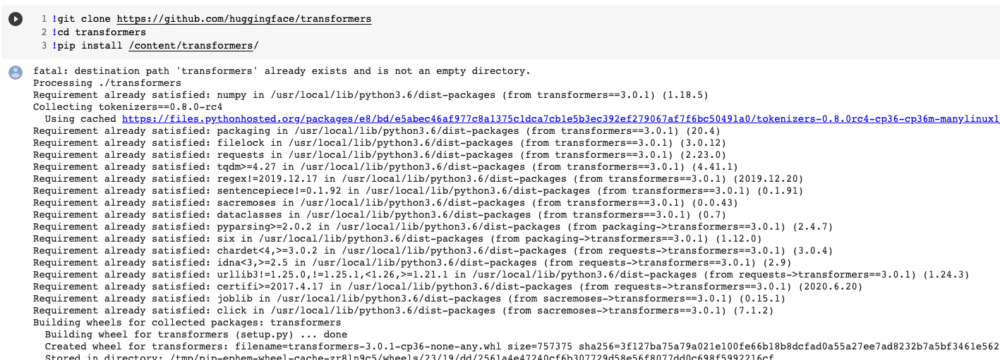 1 !git clone https://github.com/huggingface/transformers
2 !cd transformers
3 !pip install /content/transformers/
fatal: destination path 'transformers' already exists and is not an empty directory.
Processing ./transformers
Requirement already satisfied: numpy in /usr/local/lib/python3.6/dist-packages (from transformers==3.0.1) (1.18.5)
Collecting tokenizers==0.8.0-rc4
Using cached https://files.pythonhosted.org/packages/e8/bd/e5abec46af977c8a1375c1dca7cb1e5b3ec392ef279067af7f6bc50491a0/tokenizers-0.8.0rc4-cp36-cp36m-manylinux1
Requirement already satisfied: packaging in /usr/local/lib/python3.6/dist-packages (from transformers==3.0.1) (20.4)
Requirement already satisfied: filelock in /usr/local/lib/python3.6/dist-packages (from transformers==3.0.1) (3.0.12)
Requirement already satisfied: requests in /usr/local/lib/python3.6/dist-packages (from transformers==3.0.1) (2.23.0)
Requirement already satisfied: tqdm>=4.27 in /usr/local/lib/python3.6/dist-packages (from transformers==3.0.1) (4.41.1)
Requirement already satisfied: regex!=2019.12.17 in /usr/local/lib/python3.6/dist-packages (from transformers==3.0.1) (2019.12.20)
Requirement already satisfied: sentencepiece!=0.1.92 in /usr/local/lib/python3.6/dist-packages (from transformers==3.0.1) (0.1.91)
Requirement already satisfied: sacremoses in /usr/local/lib/python3.6/dist-packages (from transformers==3.0.1) (0.0.43)
Requirement already satisfied: dataclasses in /usr/local/lib/python3.6/dist-packages (from transformers==3.0.1) (0.7)
Requirement already satisfied: pyparsing>=2.0.2 in /usr/local/lib/python3.6/dist-packages (from packaging->transformers==3.0.1) (2.4.7)
Requirement already satisfied: six in /usr/local/lib/python3.6/dist-packages (from packaging->transformers==3.0.1) (1.12.0)
Requirement already satisfied: chardet<4,>=3.0.2 in /usr/local/lib/python3.6/dist-packages (from requests->transformers==3.0.1) (3.0.4)
Requirement already satisfied: idna<3,>=2.5 in /usr/local/lib/python3.6/dist-packages (from requests->transformers==3.0.1) (2.9)
Requirement already satisfied: urllib3!=1.25.0,!=1.25.1,<1.26,>=1.21.1 in /usr/local/lib/python3.6/dist-packages (from requests->transformers==3.0.1) (1.24.3)
Requirement already satisfied: certifi>=2017.4.17 in /usr/local/lib/python3.6/dist-packages (from requests->transformers==3.0.1) (2020.6.20)
Requirement already satisfied: joblib in /usr/local/lib/python3.6/dist-packages (from sacremoses->transformers==3.0.1) (0.15.1)
Requirement already satisfied: click in /usr/local/lib/python3.6/dist-packages (from sacremoses->transformers==3.0.1) (7.1.2)
Building wheels for collected packages: transformers
Building wheel for transformers (setup.py) ... done
Created wheel for transformers: filename=transformers-3.0.1-cp36-none-any.whl size=757375 sha256=3f127ba75a79a021e100fe66b18b8dcfad0a55a27ee7ad8232b7a5bf3461e562
Stored in directory: /tmp/pip-ephem-wheel-cache-zr8ln9c5/wheels/23/19/dd/2561a4e47240cf6b307729d58e56f8077dd0c698f5992216cf